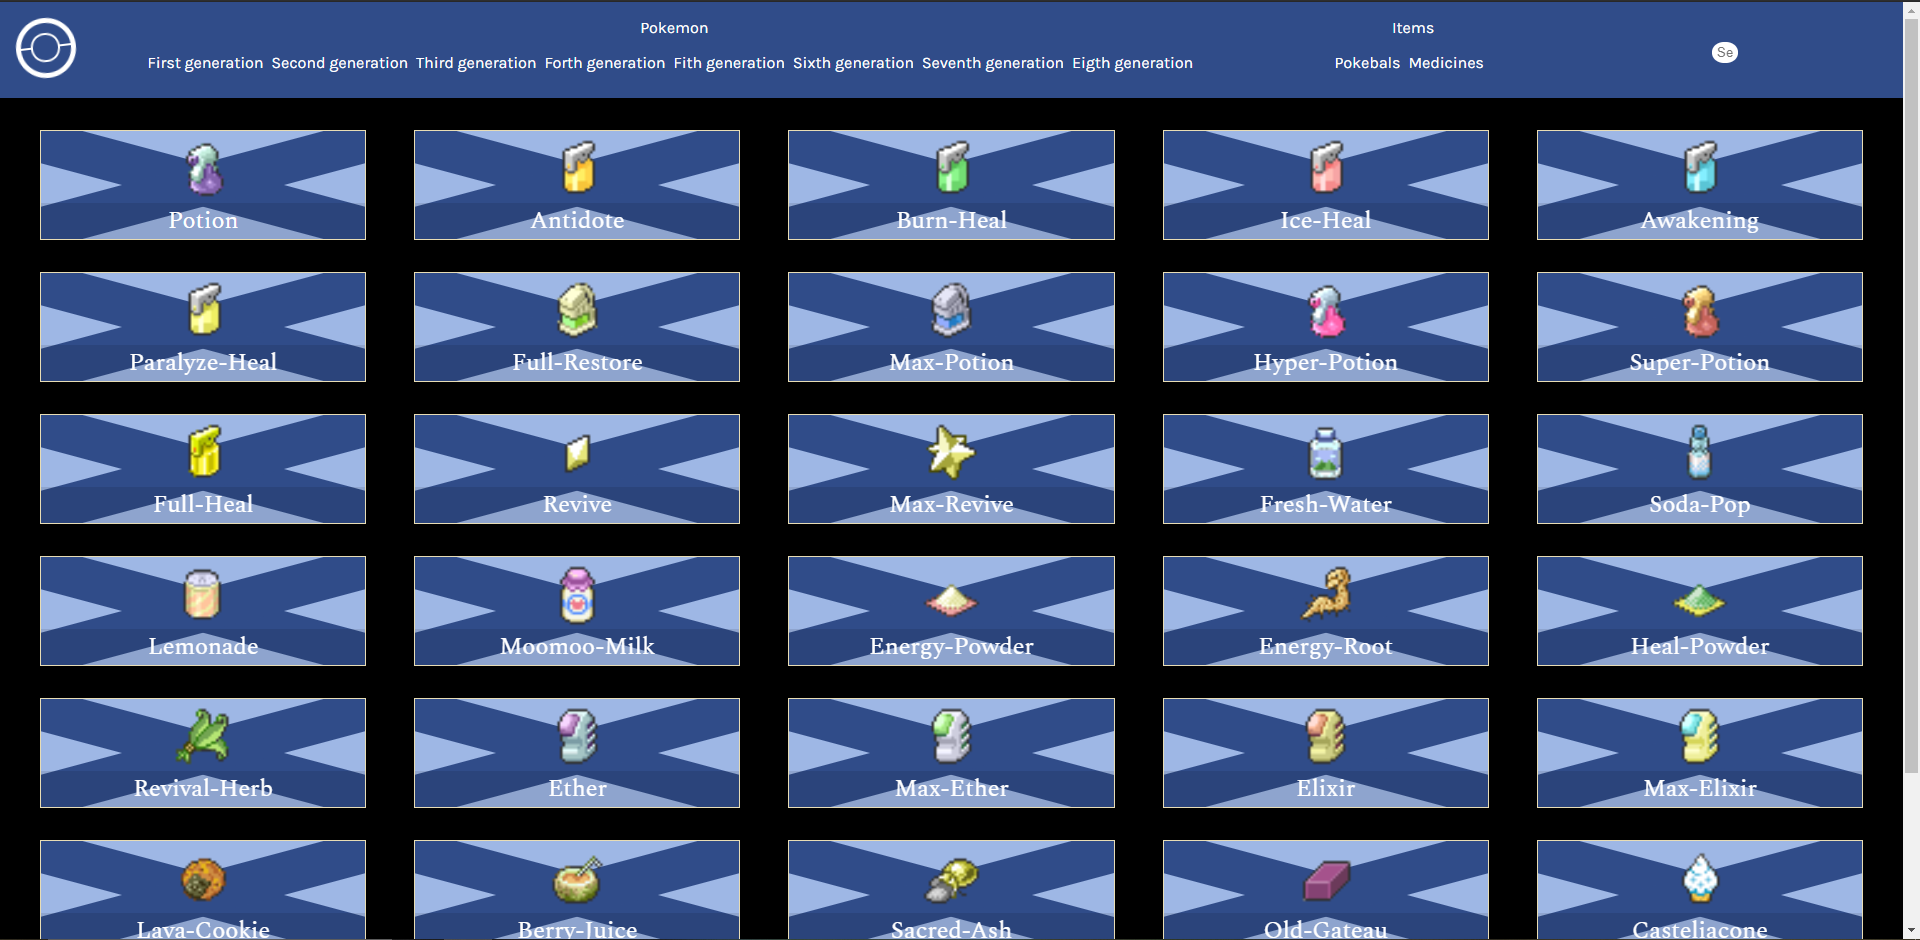 Pokemon
Items
Se
First generation Second generation Third generation Forth generation Fith generation Sixth generation Seventh generation Eigth generation
Pokebals Medicines
Potion
Antidote
Burn-Heal
Ice-Heal
Awakening
Paralyze-Heal
Full-Restore
Max-Potion
Hyper-Potion
Super-Potion
Full-Heal
Revive
Max-Revive
Fresh-Water
Soda-Pop
Lemonade
Moomoo-Milk
Energy-Powder
Energy-Root
Heal-Powder
Revival-Herb
Ether
Max-Ether
Elixir
Max-Elixir
Lava-Cookie
Berry-Juice
Sacred-Ash
Old-Gateau
Casteliacone